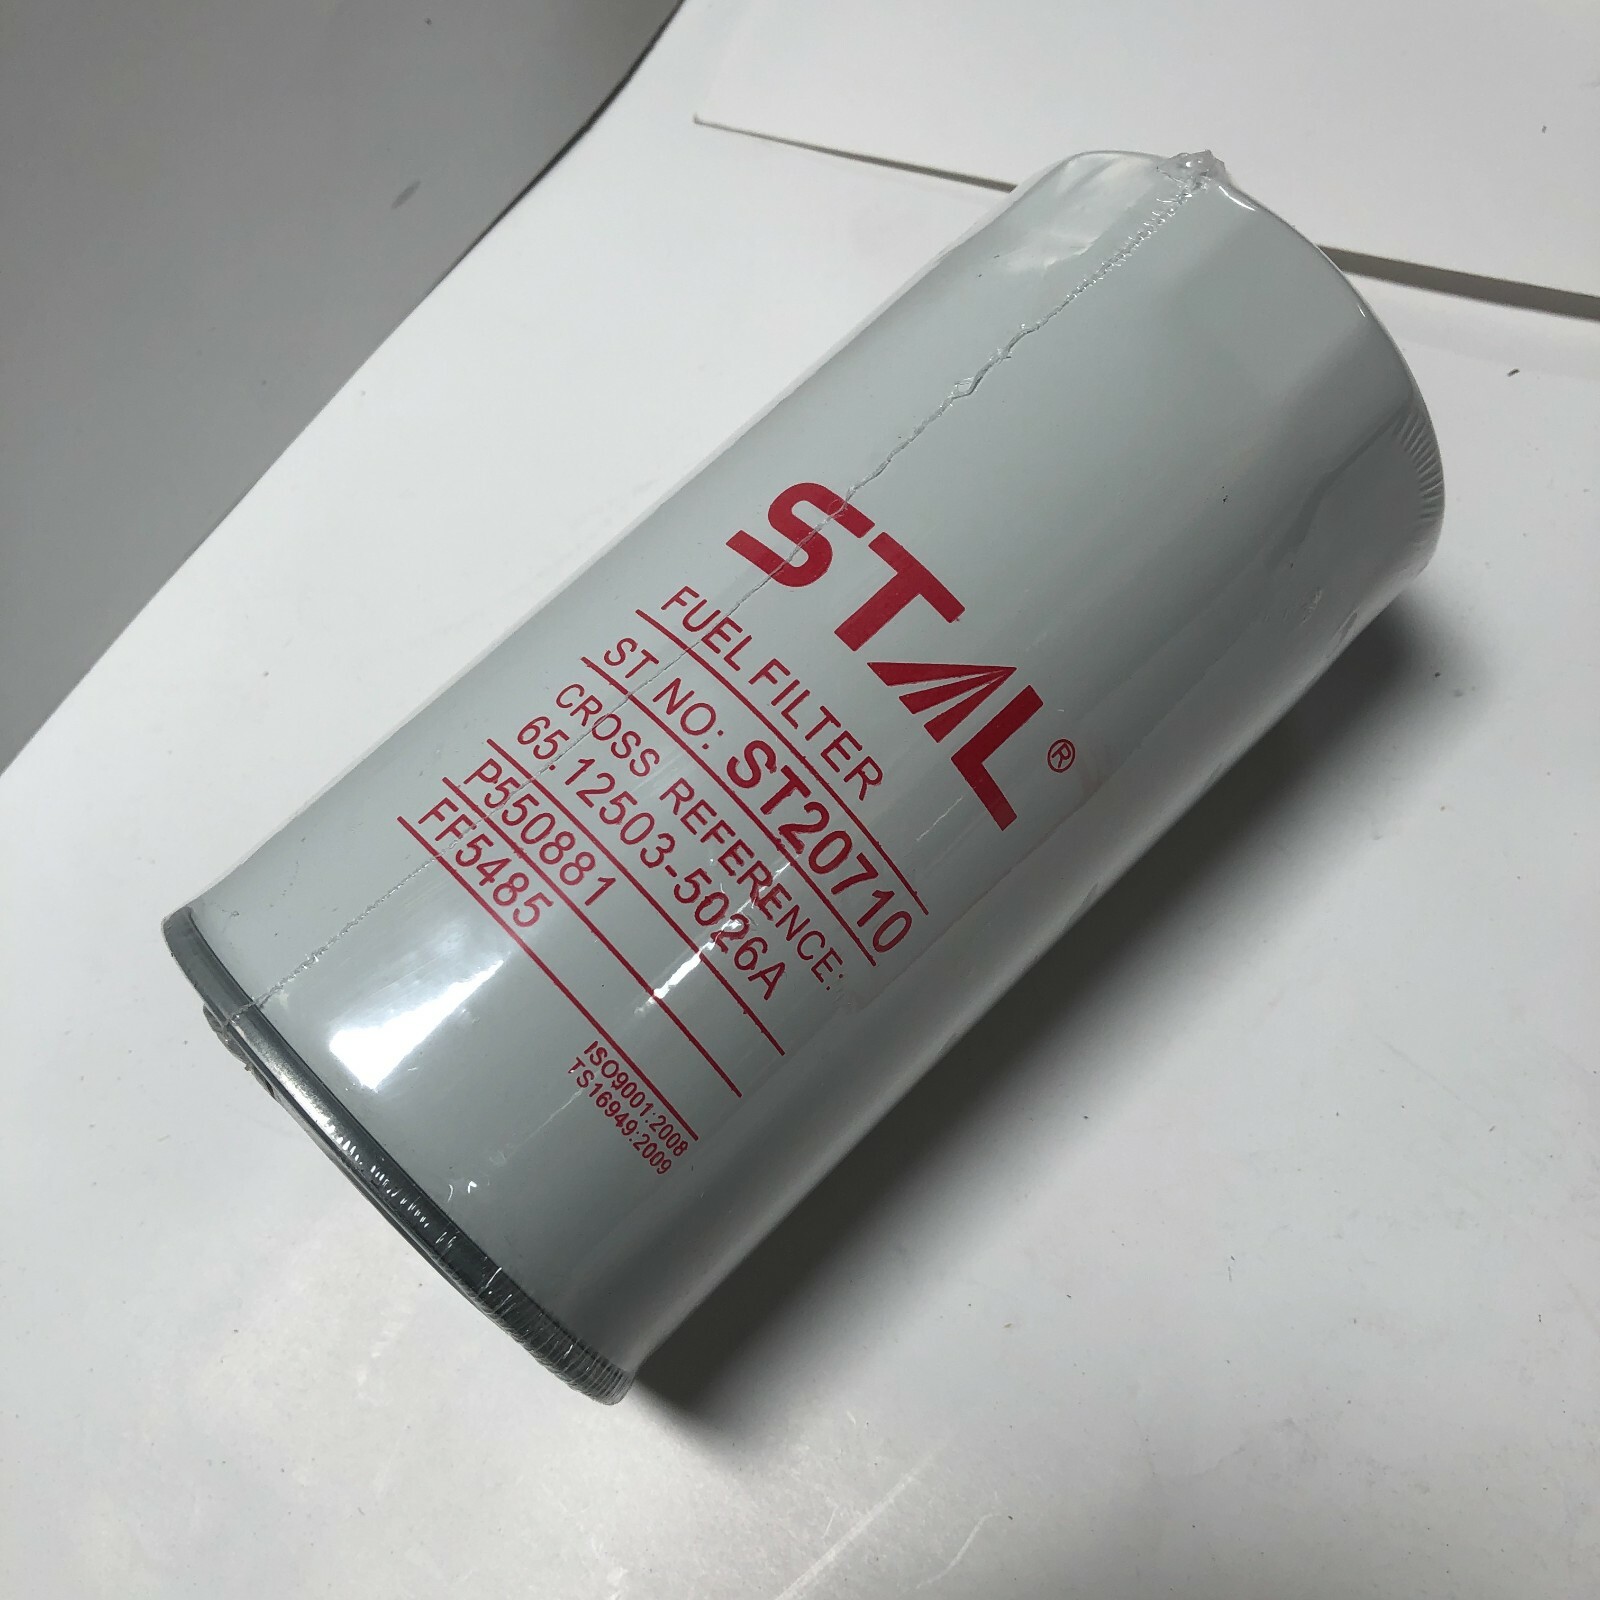 STAL®
FUEL FILTER
ST NO: ST20710
CROSS REFERENCE:
65.12503-5026A
P550881
FF5485
ISO9001:2008
TS16949:2009